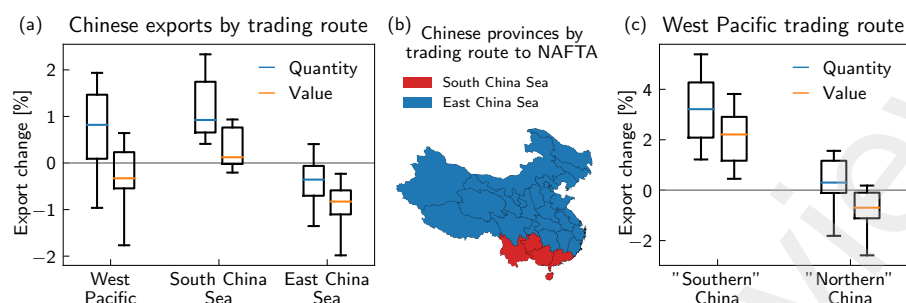 (a) Chinese exports by trading route
Export change [%]
2
1
0
−1
−2
Quantity
Value
West
Pacific
South China
Sea
East China
Sea
(b)
Chinese provinces by
trading route to NAFTA
South China Sea
East China Sea
(c) West Pacific trading route
Export change [%]
4
2
0
−2
Quantity
Value
"Southern"
China
"Northern"
China